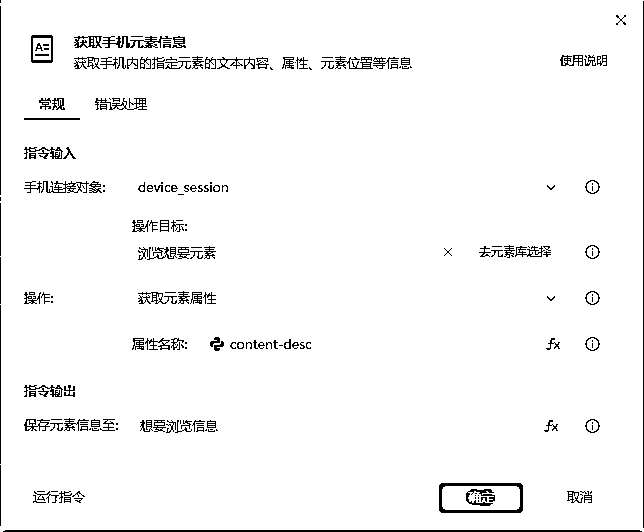 获取手机元素信息
获取手机内的指定元素的文本内容、属性、元素位置等信息
使用说明
常规 错误处理
指令输入
手机连接对象: device_session
操作目标:
浏览想要元素 × 去元素库选择
操作: 获取元素属性
属性名称: content-desc fx
指令输出
保存元素信息至: 想要浏览信息 fx
运行指令 确定 取消